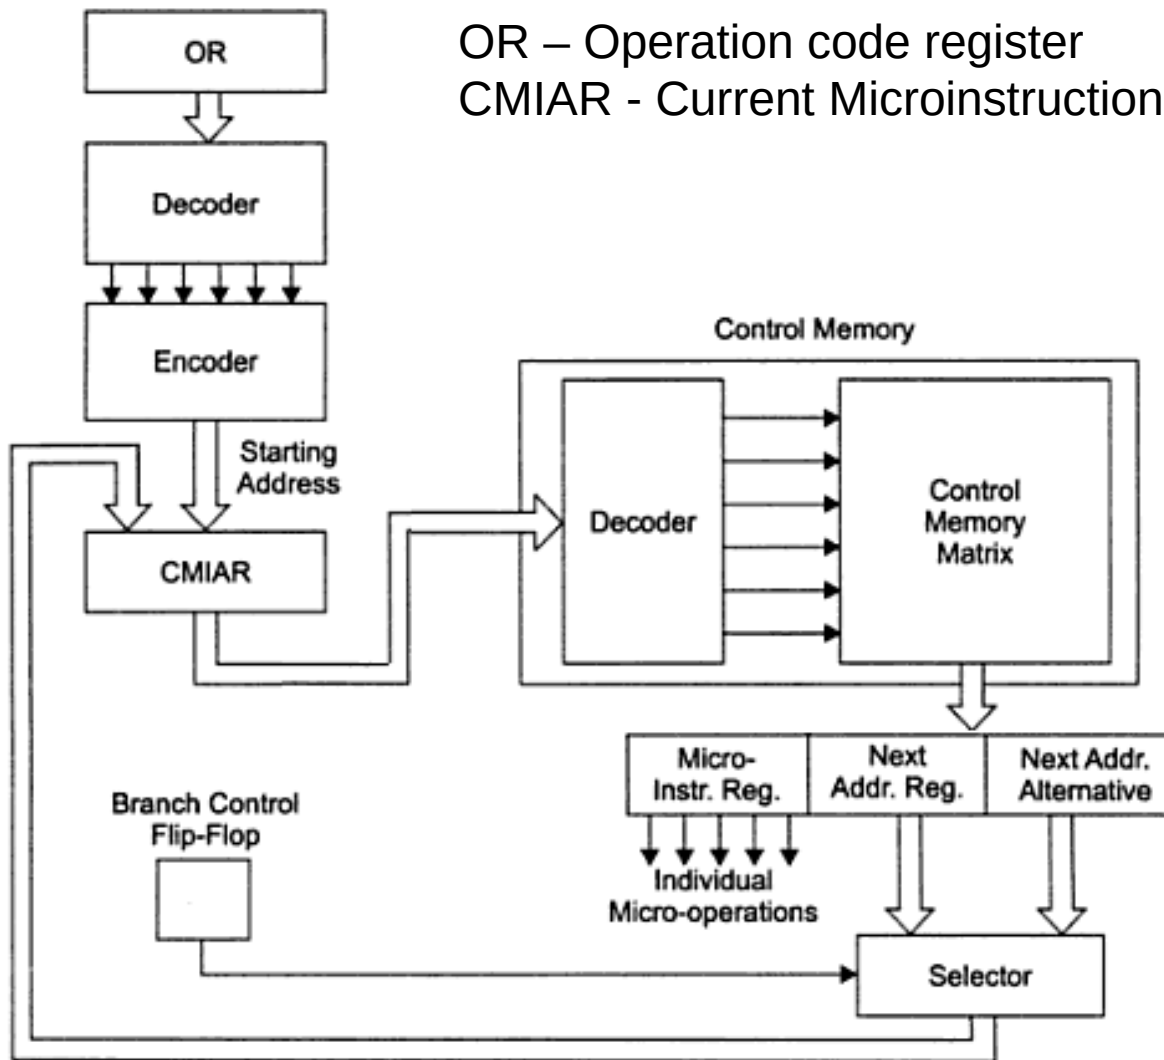 OR
OR – Operation code register
CMIAR - Current Microinstruction
Decoder
Encoder
Control Memory
Starting
Address
Decoder
Control
Memory
Matrix
CMIAR
Micro-
Instr. Reg.
Next
Addr. Reg.
Next Addr.
Alternative
Branch Control
Flip-Flop
Individual
Micro-operations
Selector